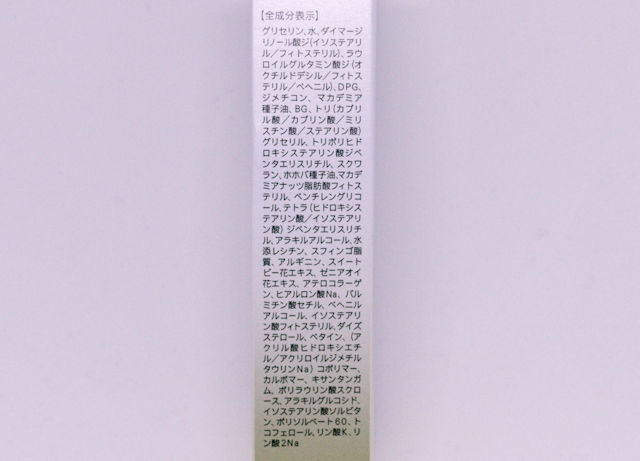 【全成分表示】
グリセリン、水、ダイマージ
リノール酸ジ(イソステアリ
ル／フィトステリル)、ラウ
ロイルグルタミン酸ジ(オ
クチルドデシル／フィトス
テリル／ベヘニル)、DPG、
ジメチコン、マカデミア
種子油、BG、トリ(カプリ
ル酸／カプリン酸／ミリ
スチン酸／ステアリン酸)
グリセリル、トリポリヒド
ロキシステアリン酸ジペ
ンタエリスリチル、スクワ
ラン、ホホバ種子油、マカデ
ミアナッツ脂肪酸フィトス
テリル、ペンチレングリコ
ール、テトラ(ヒドロキシス
テアリン酸／イソステアリ
ン酸)ジペンタエリスリチ
ル、アラキルアルコール、水
添レシチン、スフィンゴ脂
質、アルギニン、スイート
ピー花エキス、ゼニアオイ
花エキス、アテロコラーゲ
ン、ヒアルロン酸Na、パル
ミチン酸セチル、ベヘニル
アルコール、イソステアリ
ン酸フィトステリル、ダイズ
ステロール、ベタイン、(ア
クリル酸ヒドロキシエチ
ル／アクリロイルジメチル
タウリンNa)コポリマー、
カルボマー、キサンタンガ
ム、ポリラウリン酸スクロ
ース、アラキルグルコシド、
イソステアリン酸ソルビタ
ン、ポリソルベート60、ト
コフェロール、リン酸K、リ
ン酸2Na